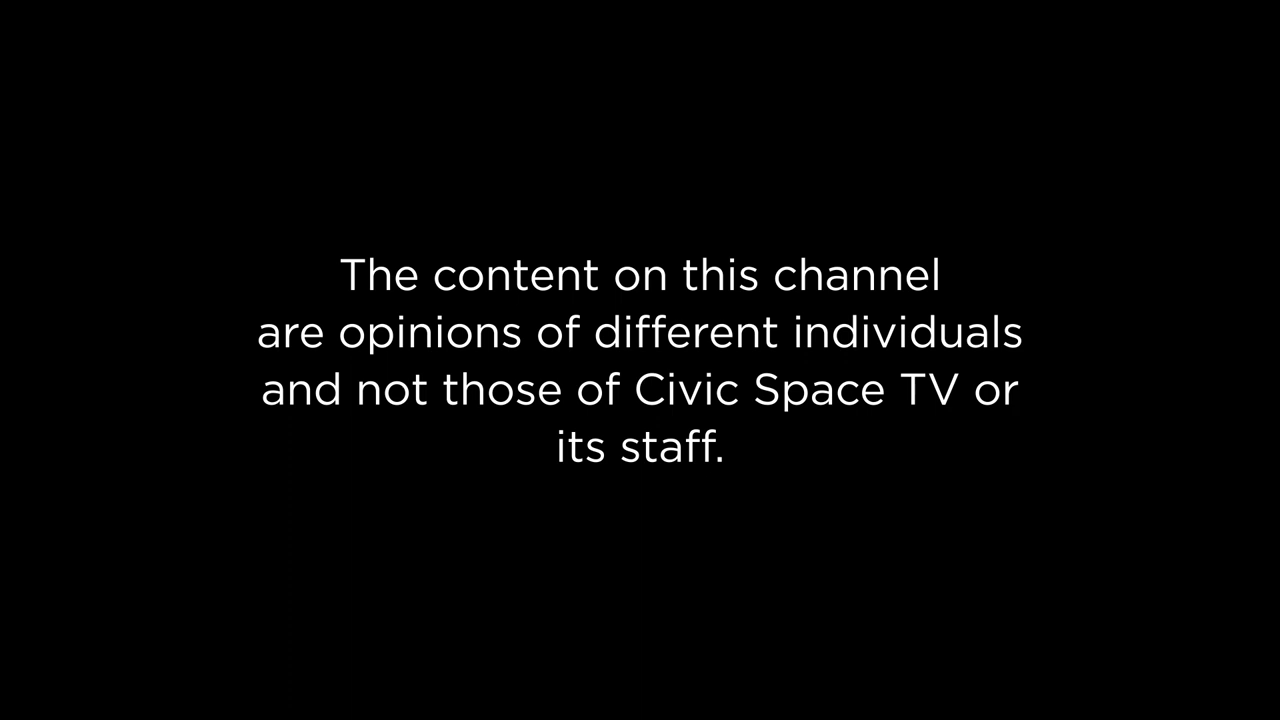 The content on this channel
are opinions of different individuals
and not those of Civic Space TV or
its staff.